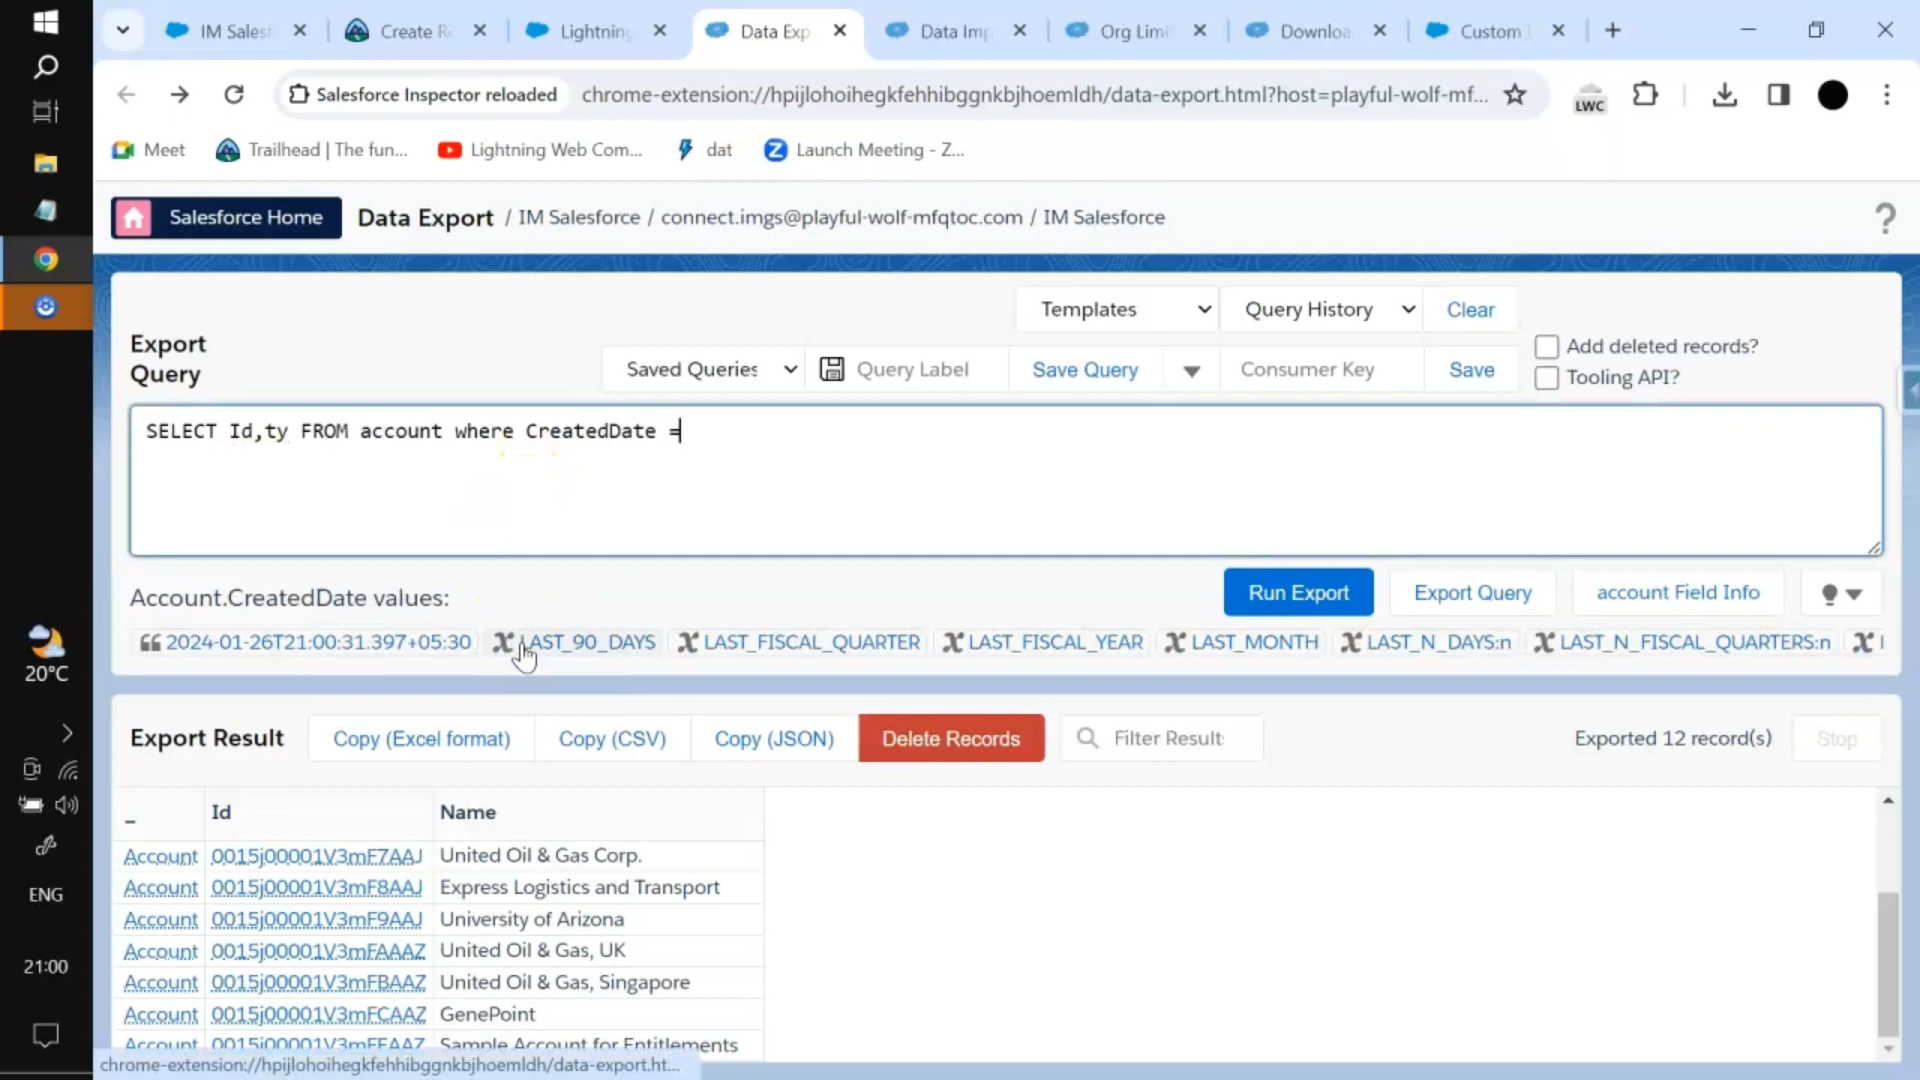 IM Salesf
Create R
Lightning
Data Exp
Data Imp
Org Limi
Downloa
Custom
Salesforce Inspector reloaded
chrome-extension://hpijlohoihegkfehhibggnkbjhoemldh/data-export.html?host=playful-wolf-mf...
LWC
Meet
Trailhead | The fun...
Lightning Web Com...
dat
Launch Meeting - Z...
Salesforce Home
Data Export / IM Salesforce / connect.imgs@playful-wolf-mfqtoc.com / IM Salesforce
?
Templates
Query History
Clear
Export
Query
Saved Queries
Query Label
Save Query
Consumer Key
Save
Add deleted records?
Tooling API?
SELECT Id,ty FROM account where CreatedDate =
Account.CreatedDate values:
Run Export
Export Query
account Field Info
2024-01-26T21:00:31.397+05:30
LAST_90_DAYS
LAST_FISCAL_QUARTER
LAST_FISCAL_YEAR
LAST_MONTH
LAST_N_DAYS:n
LAST_N_FISCAL_QUARTERS:n
Export Result
Copy (Excel format)
Copy (CSV)
Copy (JSON)
Delete Records
Filter Result
Exported 12 record(s)
Stop
_ Id Name
Account 0015j00001V3mF7AAJ United Oil & Gas Corp.
Account 0015j00001V3mF8AAJ Express Logistics and Transport
Account 0015j00001V3mF9AAJ University of Arizona
Account 0015j00001V3mFAAAZ United Oil & Gas, UK
Account 0015j00001V3mFBAAZ United Oil & Gas, Singapore
Account 0015j00001V3mFCAAZ GenePoint
Account Sample Account for Entitlements
chrome-extension://hpijlohoihegkfehhibggnkbjhoemldh/data-export.ht...
20°C
ENG
21:00